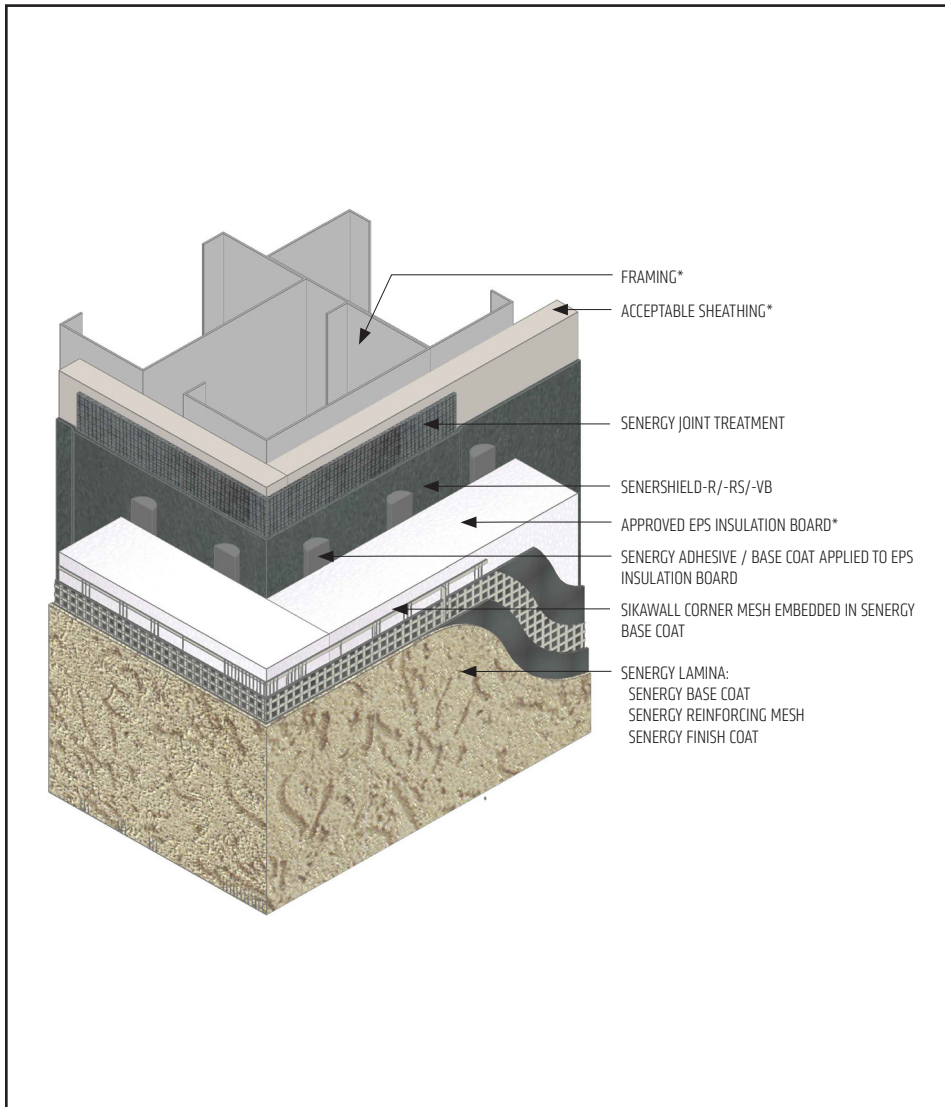 FRAMING*
ACCEPTABLE SHEATHING*
SENERGY JOINT TREATMENT
SENERSHIELD-R/-RS/-VB
APPROVED EPS INSULATION BOARD*
SENERGY ADHESIVE / BASE COAT APPLIED TO EPS
INSULATION BOARD
SIKAWALL CORNER MESH EMBEDDED IN SENERGY
BASE COAT
SENERGY LAMINA:
SENERGY BASE COAT
SENERGY REINFORCING MESH
SENERGY FINISH COAT